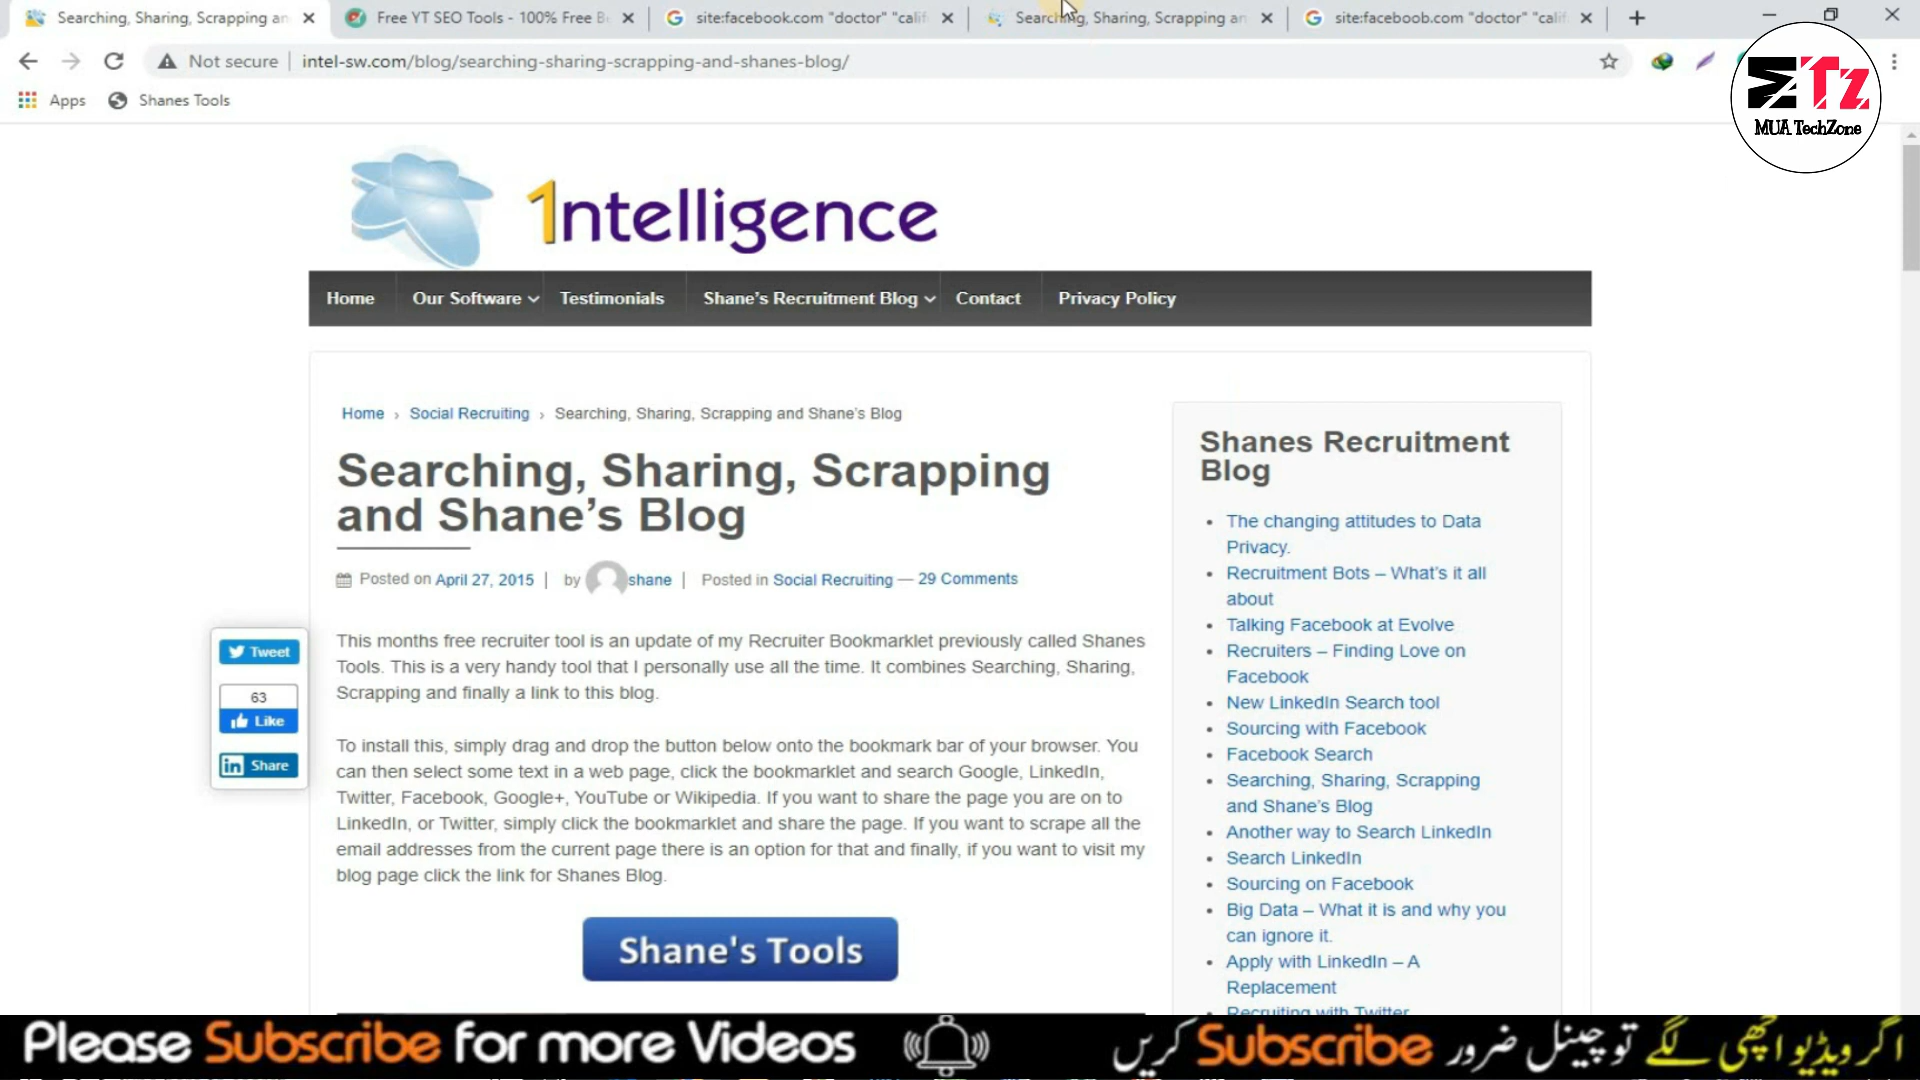 Searching, Sharing, Scrapping an
Free YT SEO Tools - 100% Free B
site:facebook.com "doctor" "calif
Searching, Sharing, Scrapping an
site:faceboob.com "doctor" "calif
Not secure | intel-sw.com/blog/searching-sharing-scrapping-and-shanes-blog/
Apps Shanes Tools
MTz
MUA TechZone
1ntelligence
Home Our Software Testimonials Shane's Recruitment Blog Contact Privacy Policy
Home › Social Recruiting › Searching, Sharing, Scrapping and Shane's Blog
Searching, Sharing, Scrapping
and Shane's Blog
Posted on April 27, 2015 | by shane | Posted in Social Recruiting — 29 Comments
This months free recruiter tool is an update of my Recruiter Bookmarklet previously called Shanes
Tools. This is a very handy tool that I personally use all the time. It combines Searching, Sharing,
Scrapping and finally a link to this blog.
To install this, simply drag and drop the button below onto the bookmark bar of your browser. You
can then select some text in a web page, click the bookmarklet and search Google, LinkedIn,
Twitter, Facebook, Google+, YouTube or Wikipedia. If you want to share the page you are on to
LinkedIn, or Twitter, simply click the bookmarklet and share the page. If you want to scrape all the
email addresses from the current page there is an option for that and finally, if you want to visit my
blog page click the link for Shanes Blog.
Shane's Tools
Tweet
63
Like
in Share
Shanes Recruitment
Blog
The changing attitudes to Data
Privacy.
Recruitment Bots – What's it all
about
Talking Facebook at Evolve
Recruiters – Finding Love on
Facebook
New LinkedIn Search tool
Sourcing with Facebook
Facebook Search
Searching, Sharing, Scrapping
and Shane's Blog
Another way to Search LinkedIn
Search LinkedIn
Sourcing on Facebook
Big Data – What it is and why you
can ignore it.
Apply with LinkedIn – A
Replacement
Recruiting with Twitter
Please Subscribe for more Videos
اگر ویڈیو اچھی لگے تو چینل ضرور Subscribe کریں